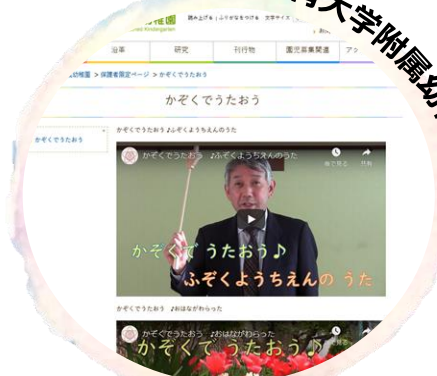 大学附属幼
幼稚園
Kindergarten
読み上げる | ふりがなをつける 文字サイズ
沿革 研究 刊行物 園児募集関連 アク
幼稚園 > 保護者限定ページ > かぞくでうたおう
かぞくでうたおう
かぞくでうたおう
かぞくでうたおう ♪ふぞくようちえんのうた
かぞくでうたおう ♪ふぞくようちえんのうた
後で見る 共有
かぞくで うたおう♪
ふぞくようちえんの うた
かぞくでうたおう ♪おはながわらった
かぞくでうたおう ♪おはながわらった
かぞくで うたおう♪